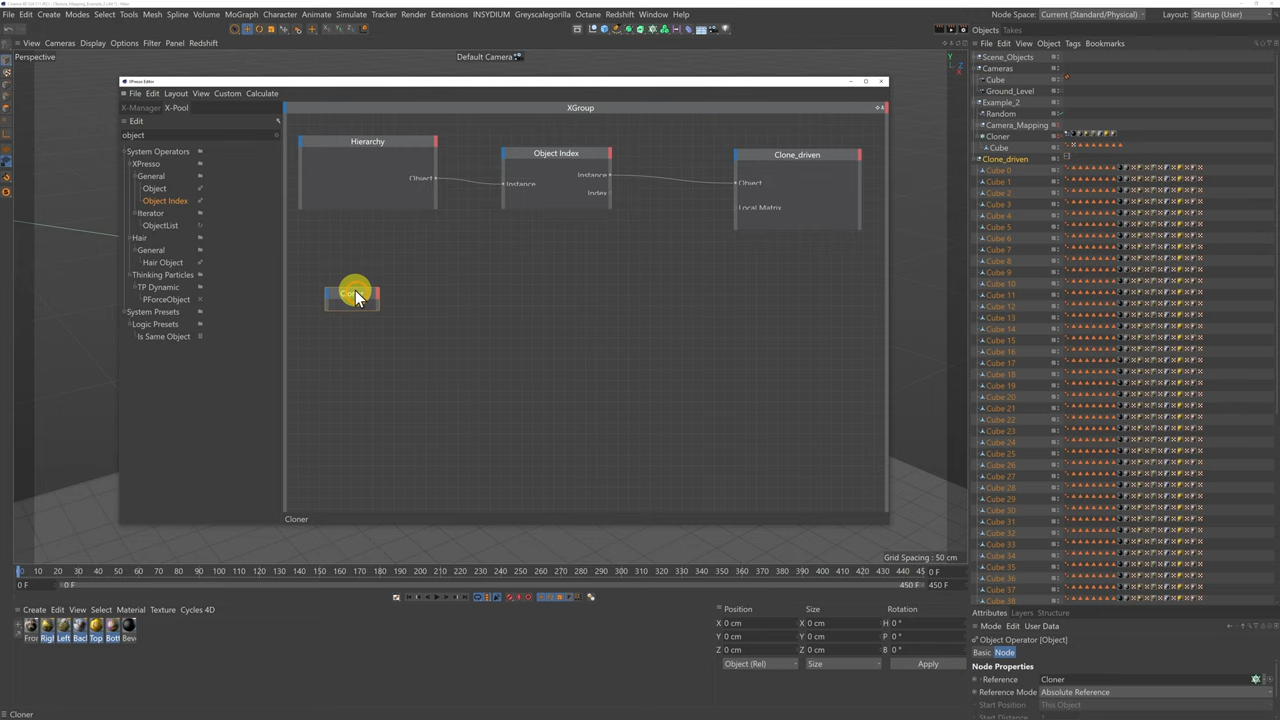 File Edit Create Modes Select Tools Mesh Spline Volume MoGraph Character Animate Simulate Tracker Render Extensions INSYDIUM Greyscalegorilla Octane Redshift Window Help
Node Space: Current (Standard/Physical) Layout: Startup (User)
View Cameras Display Options Filter Panel Redshift
Perspective
Default Camera
Grid Spacing : 50 cm
XPresso Editor
File Edit Layout View Custom Calculate
X-Manager X-Pool
Edit
object
System Operators
XPresso
General
Object
Object Index
Iterator
ObjectList
Hair
General
Hair Object
Thinking Particles
TP Dynamic
PForceObject
System Presets
Logic Presets
Is Same Object
XGroup
Hierarchy
Object
Object Index
Instance
Instance
Index
Clone_driven
Object
Local Matrix
Cloner
Objects Takes
File Edit View Object Tags Bookmarks
Scene_Objects
Cameras
Cube
Ground_Level
Example_2
Random
Camera_Mapping
Cloner
Cube
Clone_driven
Cube 0
Cube 1
Cube 2
Cube 3
Cube 4
Cube 5
Cube 6
Cube 7
Cube 8
Cube 9
Cube 10
Cube 11
Cube 12
Cube 13
Cube 14
Cube 15
Cube 16
Cube 17
Cube 18
Cube 19
Cube 20
Cube 21
Cube 22
Cube 23
Cube 24
Cube 25
Cube 26
Cube 27
Cube 28
Cube 29
Cube 30
Cube 31
Cube 32
Cube 33
Cube 34
Cube 35
Cube 36
Cube 37
Cube 38
10 20 30 40 50 60 70 80 90 100 110 120 130 140 150 160 170 180 190 200 210 220 230 240 250 260 270 280 290 300 310 320 330 340 350 360 370 380 390 400 410 420 430 440 45 0 F
0 F 0 F 450 F 450 F
Create Edit View Select Material Texture Cycles 4D
Fror Righ Left Back Top Bott Beve
Position Size Rotation
X 0 cm X 0 cm H 0 °
Y 0 cm Y 0 cm P 0 °
Z 0 cm Z 0 cm B 0 °
Object (Rel) Size Apply
Attributes Layers Structure
Mode Edit User Data
Object Operator [Object]
Basic Node
Node Properties
Reference Cloner
Reference Mode Absolute Reference
Start Position This Object
Cloner